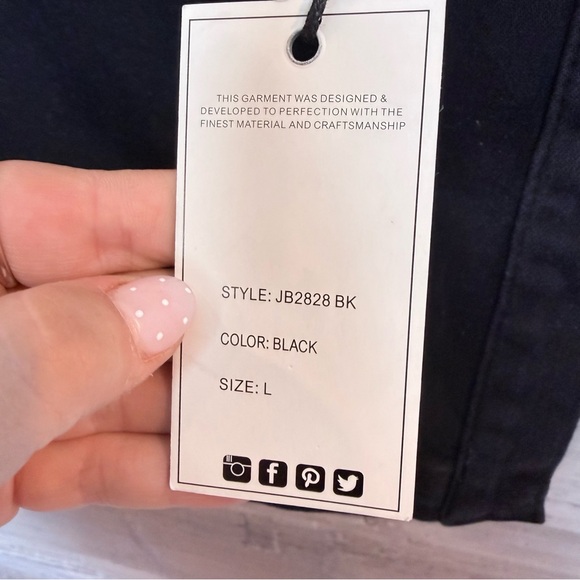 THIS GARMENT WAS DESIGNED &
DEVELOPED TO PERFECTION WITH THE
FINEST MATERIAL AND CRAFTSMANSHIP
STYLE: JB2828 BK
COLOR: BLACK
SIZE: L